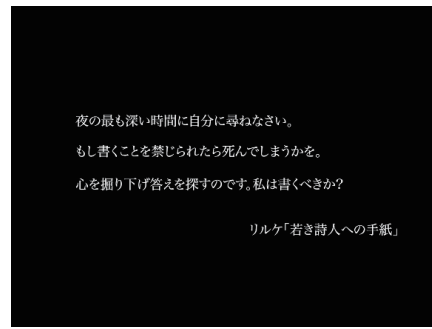 夜の最も深い時間に自分に尋ねなさい。
もし書くことを禁じられたら死んでしまうかを。
心を掘り下げ答えを探すのです。私は書くべきか?
リルケ「若き詩人への手紙」